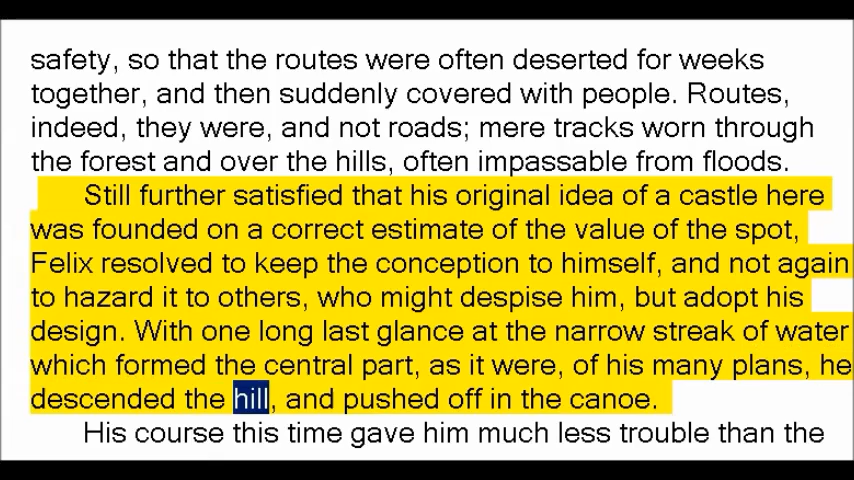 safety, so that the routes were often deserted for weeks
together, and then suddenly covered with people. Routes,
indeed, they were, and not roads; mere tracks worn through
the forest and over the hills, often impassable from floods.
Still further satisfied that his original idea of a castle here
was founded on a correct estimate of the value of the spot,
Felix resolved to keep the conception to himself, and not again
to hazard it to others, who might despise him, but adopt his
design. With one long last glance at the narrow streak of water
which formed the central part, as it were, of his many plans, he
descended the hill, and pushed off in the canoe.
His course this time gave him much less trouble than the